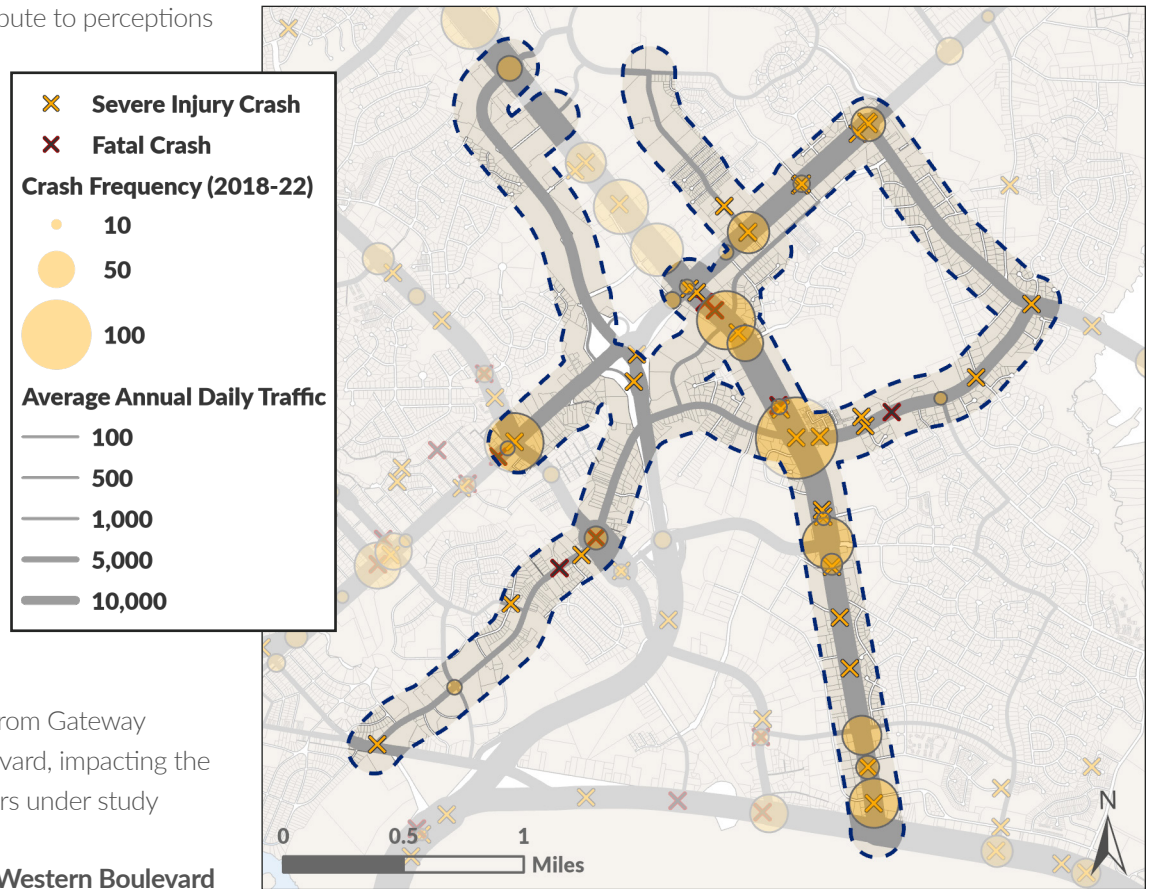 bute to perceptions
Severe Injury Crash
Fatal Crash
Crash Frequency (2018-22)
10
50
100
Average Annual Daily Traffic
100
500
1,000
5,000
10,000
rom Gateway
vard, impacting the
rs under study
Western Boulevard
0 0.5 1
Miles
N